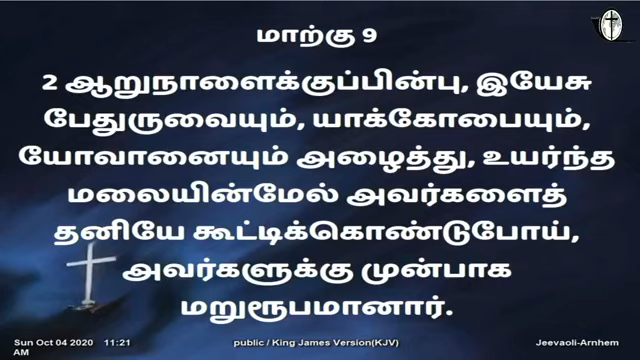 மாற்கு 9
2 ஆறுநாளைக்குப்பின்பு, இயேசு
பேதுருவையும், யாக்கோபையும்,
யோவானையும் அழைத்து, உயர்ந்த
மலையின்மேல் அவர்களைத்
தனியே கூட்டிக்கொண்டுபோய்,
அவர்களுக்கு முன்பாக
மறுரூபமானார்.
Sun Oct 04 2020 11:21
AM
public / King James Version(KJV)
Jeevaoli-Arnhem